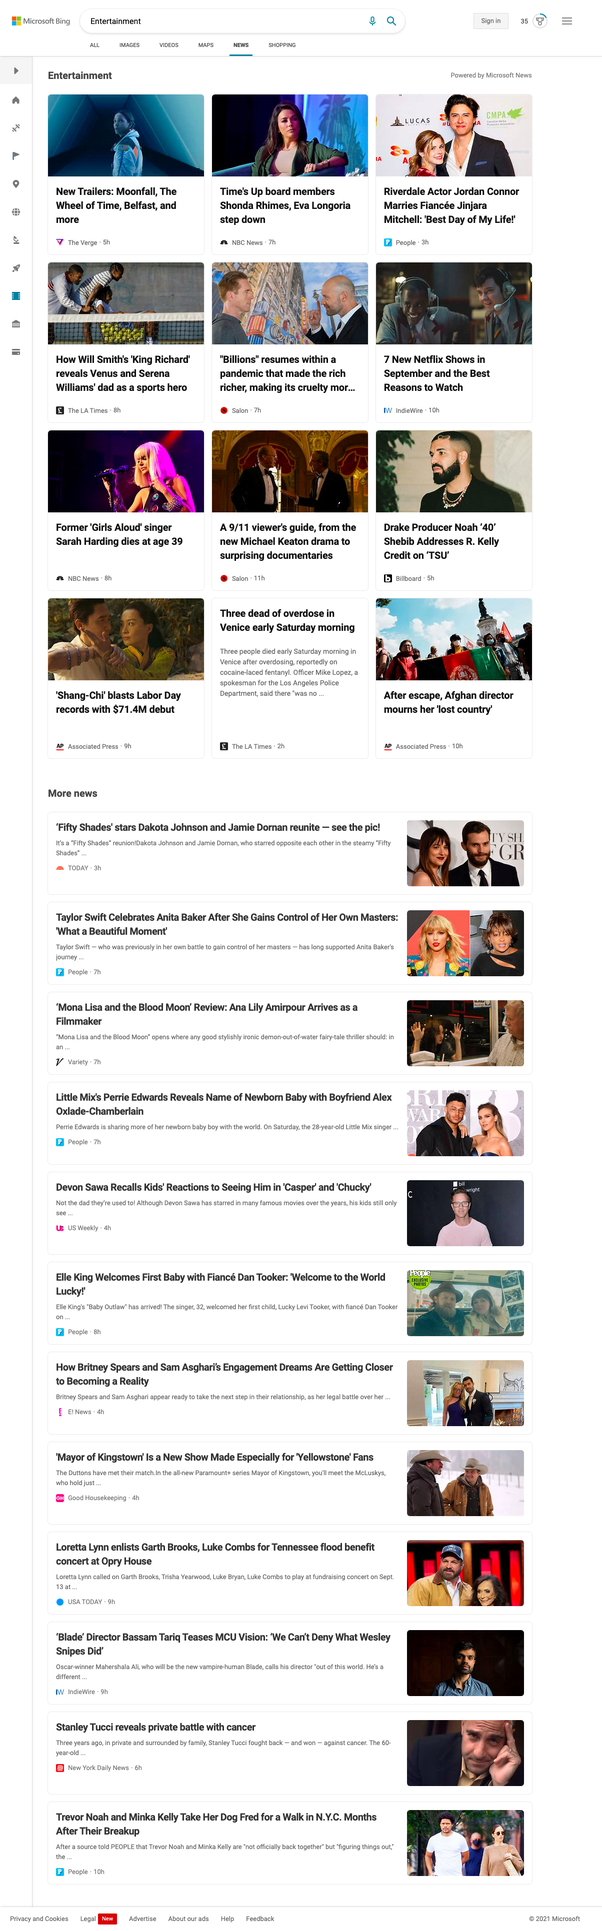 Microsoft Bing
Entertainment
Sign in
35
ALL
IMAGES
VIDEOS
MAPS
NEWS
SHOPPING
Entertainment
Powered by Microsoft News
LUCAS
CMPA
New Trailers: Moonfall, The
Wheel of Time, Belfast, and
more
The Verge · 5h
Time's Up board members
Shonda Rhimes, Eva Longoria
step down
NBC News · 7h
Riverdale Actor Jordan Connor
Marries Fiancée Jinjara
Mitchell: 'Best Day of My Life!'
People · 3h
How Will Smith's 'King Richard'
reveals Venus and Serena
Williams' dad as a sports hero
The LA Times · 8h
"Billions" resumes within a
pandemic that made the rich
richer, making its cruelty mor...
Salon · 7h
7 New Netflix Shows in
September and the Best
Reasons to Watch
IW
IndieWire · 10h
Former 'Girls Aloud' singer
Sarah Harding dies at age 39
NBC News · 8h
A 9/11 viewer's guide, from the
new Michael Keaton drama to
surprising documentaries
Salon · 11h
Drake Producer Noah ‘40’
Shebib Addresses R. Kelly
Credit on ‘TSU’
Billboard · 5h
'Shang-Chi' blasts Labor Day
records with $71.4M debut
AP
Associated Press · 9h
Three dead of overdose in
Venice early Saturday morning
Three people died early Saturday morning in
Venice after overdosing, reportedly on
cocaine-laced fentanyl. Officer Mike Lopez, a
spokesman for the Los Angeles Police
Department, said there "was no ...
The LA Times · 2h
After escape, Afghan director
mourns her 'lost country'
AP
Associated Press · 10h
More news
‘Fifty Shades' stars Dakota Johnson and Jamie Dornan reunite — see the pic!
It's a “Fifty Shades” reunion!Dakota Johnson and Jamie Dornan, who starred opposite each other in the steamy “Fifty
Shades” ...
TODAY · 3h
Taylor Swift Celebrates Anita Baker After She Gains Control of Her Own Masters:
'What a Beautiful Moment'
Taylor Swift — who was previously in her own battle to gain control of her masters — has long supported Anita Baker's
journey ...
People · 7h
‘Mona Lisa and the Blood Moon’ Review: Ana Lily Amirpour Arrives as a
Filmmaker
“Mona Lisa and the Blood Moon” opens where any good stylishly ironic demon-out-of-water fairy-tale thriller should: in
an ...
Variety · 7h
Little Mix's Perrie Edwards Reveals Name of Newborn Baby with Boyfriend Alex
Oxlade-Chamberlain
Perrie Edwards is sharing more of her newborn baby boy with the world. On Saturday, the 28-year-old Little Mix singer ...
People · 7h
Devon Sawa Recalls Kids' Reactions to Seeing Him in 'Casper' and 'Chucky'
Not the dad they're used to! Although Devon Sawa has starred in many famous movies over the years, his kids still only
see ...
US Weekly · 4h
Elle King Welcomes First Baby with Fiancé Dan Tooker: 'Welcome to the World
Lucky!'
Elle King's "Baby Outlaw" has arrived! The singer, 32, welcomed her first child, Lucky Levi Tooker, with fiancé Dan Tooker
on ...
People · 8h
People
EXCLUSIVE
PHOTOS
How Britney Spears and Sam Asghari’s Engagement Dreams Are Getting Closer
to Becoming a Reality
Britney Spears and Sam Asghari appear ready to take the next step in their relationship, as her legal battle over her ...
E! News · 4h
'Mayor of Kingstown' Is a New Show Made Especially for 'Yellowstone' Fans
The Duttons have met their match.In the all-new Paramount+ series Mayor of Kingstown, you'll meet the McLuskys,
who hold just ...
Good Housekeeping · 4h
Loretta Lynn enlists Garth Brooks, Luke Combs for Tennessee flood benefit
concert at Opry House
Loretta Lynn called on Garth Brooks, Trisha Yearwood, Luke Bryan, Luke Combs to play at fundraising concert on Sept.
13 at ...
USA TODAY · 9h
‘Blade’ Director Bassam Tariq Teases MCU Vision: ‘We Can’t Deny What Wesley
Snipes Did’
Oscar-winner Mahershala Ali, who will be the new vampire-human Blade, calls his director "out of this world. He's a
different ...
IW
IndieWire · 9h
Stanley Tucci reveals private battle with cancer
Three years ago, in private and surrounded by family, Stanley Tucci fought back — and won — against cancer. The 60-
year-old ...
New York Daily News · 6h
Trevor Noah and Minka Kelly Take Her Dog Fred for a Walk in N.Y.C. Months
After Their Breakup
After a source told PEOPLE that Trevor Noah and Minka Kelly are "not officially back together" but "figuring things out,"
the ...
People · 10h
Privacy and Cookies
Legal
New
Advertise
About our ads
Help
Feedback
© 2021 Microsoft